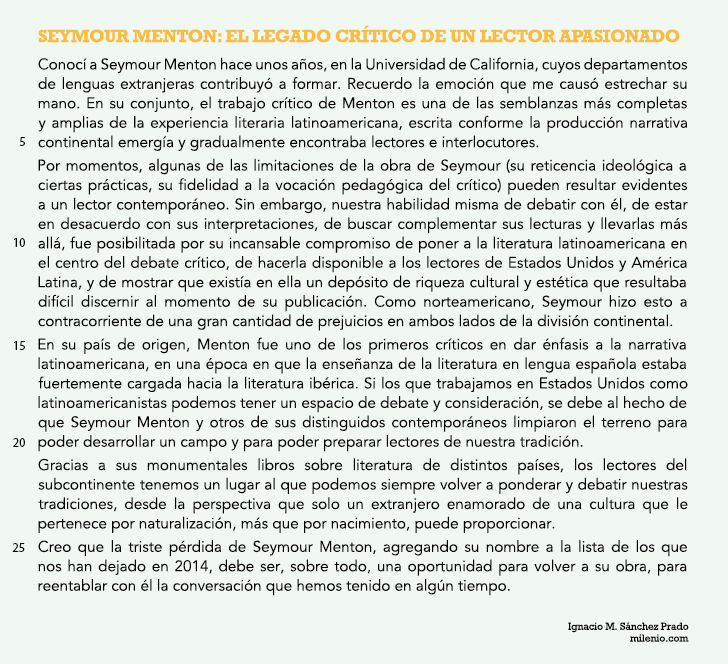 SEYMOUR MENTON: EL LEGADO CRÍTICO DE UN LECTOR APASIONADO
Conocí a Seymour Menton hace unos años, en la Universidad de California, cuyos departamentos
de lenguas extranjeras contribuyó a formar. Recuerdo la emoción que me causó estrechar su
mano. En su conjunto, el trabajo crítico de Menton es una de las semblanzas más completas
y amplias de la experiencia literaria latinoamericana, escrita conforme la producción narrativa
5 continental emergía y gradualmente encontraba lectores e interlocutores.
Por momentos, algunas de las limitaciones de la obra de Seymour (su reticencia ideológica a
ciertas prácticas, su fidelidad a la vocación pedagógica del crítico) pueden resultar evidentes
a un lector contemporáneo. Sin embargo, nuestra habilidad misma de debatir con él, de estar
en desacuerdo con sus interpretaciones, de buscar complementar sus lecturas y llevarlas más
10 allá, fue posibilitada por su incansable compromiso de poner a la literatura latinoamericana en
el centro del debate crítico, de hacerla disponible a los lectores de Estados Unidos y América
Latina, y de mostrar que existía en ella un depósito de riqueza cultural y estética que resultaba
difícil discernir al momento de su publicación. Como norteamericano, Seymour hizo esto a
contracorriente de una gran cantidad de prejuicios en ambos lados de la división continental.
15 En su país de origen, Menton fue uno de los primeros críticos en dar énfasis a la narrativa
latinoamericana, en una época en que la enseñanza de la literatura en lengua española estaba
fuertemente cargada hacia la literatura ibérica. Si los que trabajamos en Estados Unidos como
latinoamericanistas podemos tener un espacio de debate y consideración, se debe al hecho de
que Seymour Menton y otros de sus distinguidos contemporáneos limpiaron el terreno para
20 poder desarrollar un campo y para poder preparar lectores de nuestra tradición.
Gracias a sus monumentales libros sobre literatura de distintos países, los lectores del
subcontinente tenemos un lugar al que podemos siempre volver a ponderar y debatir nuestras
tradiciones, desde la perspectiva que solo un extranjero enamorado de una cultura que le
pertenece por naturalización, más que por nacimiento, puede proporcionar.
25 Creo que la triste pérdida de Seymour Menton, agregando su nombre a la lista de los que
nos han dejado en 2014, debe ser, sobre todo, una oportunidad para volver a su obra, para
reentablar con él la conversación que hemos tenido en algún tiempo.
Ignacio M. Sánchez Prado
milenio.com